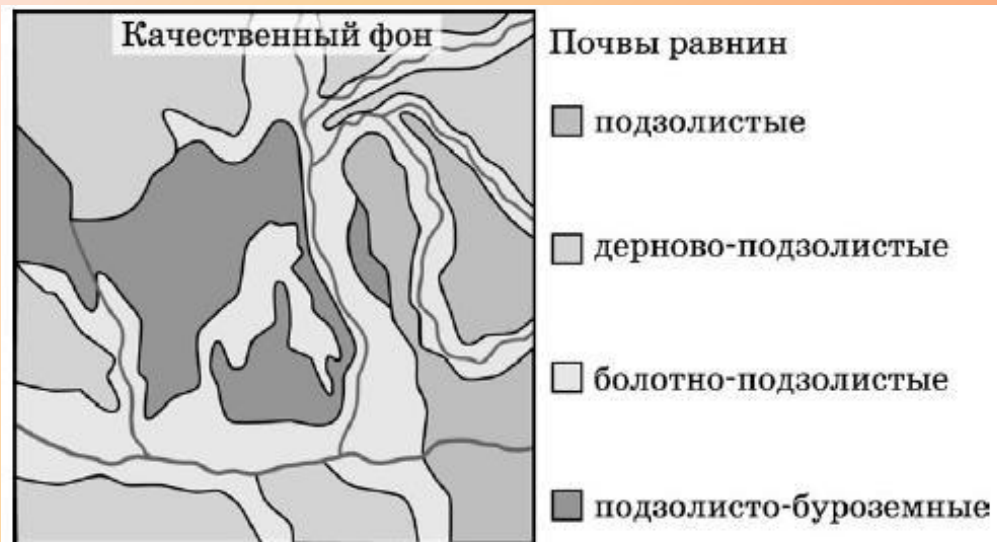 Качественный фон
Почвы равнин
подзолистые
дерново-подзолистые
болотно-подзолистые
подзолисто-буроземные